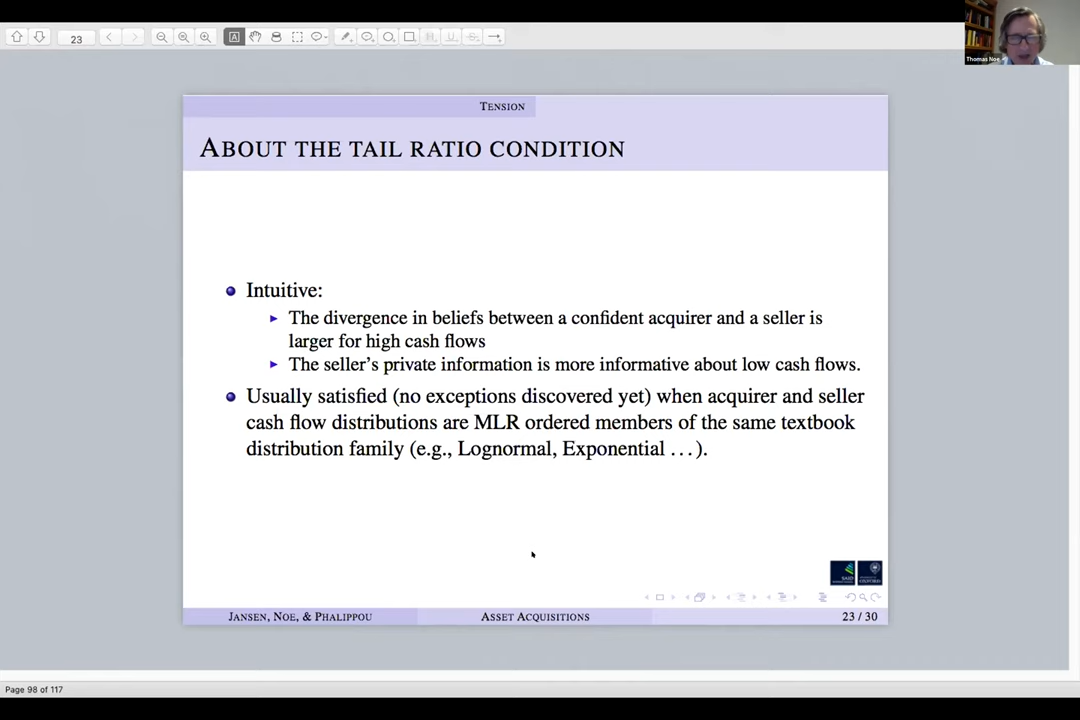 23
Thomas Noe
TENSION
ABOUT THE TAIL RATIO CONDITION
Intuitive:
The divergence in beliefs between a confident acquirer and a seller is
larger for high cash flows
The seller's private information is more informative about low cash flows.
Usually satisfied (no exceptions discovered yet) when acquirer and seller
cash flow distributions are MLR ordered members of the same textbook
distribution family (e.g., Lognormal, Exponential ...).
JANSEN, NOE, & PHALIPPOU
ASSET ACQUISITIONS
23 / 30
Page 98 of 117